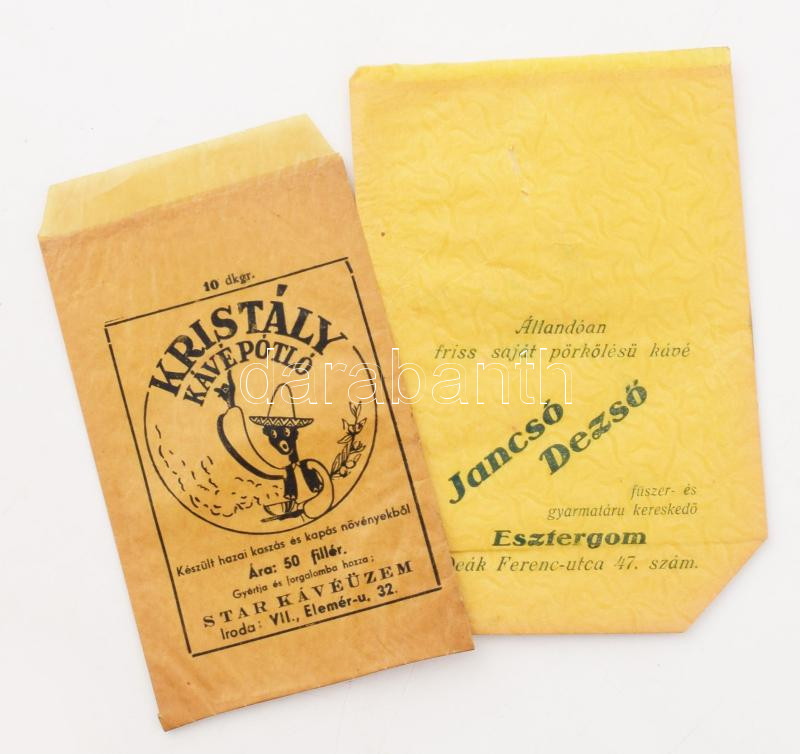 10 dkgr.
KRISTÁLY
KÁVÉPÓTLÓ
Készült hazai kaszás és kapás növényekből
Ára: 50 fillér.
Gyártja és forgalomba hozza:
STAR KÁVÉÜZEM
Iroda: VII., Elemér-u, 32.
Állandóan
friss saját pörkölésü kávé
Jancsó
Dezső
füszer- és
gyarmatáru kereskedő
Esztergom
Deák Ferenc-utca 47. szám.
darabanth